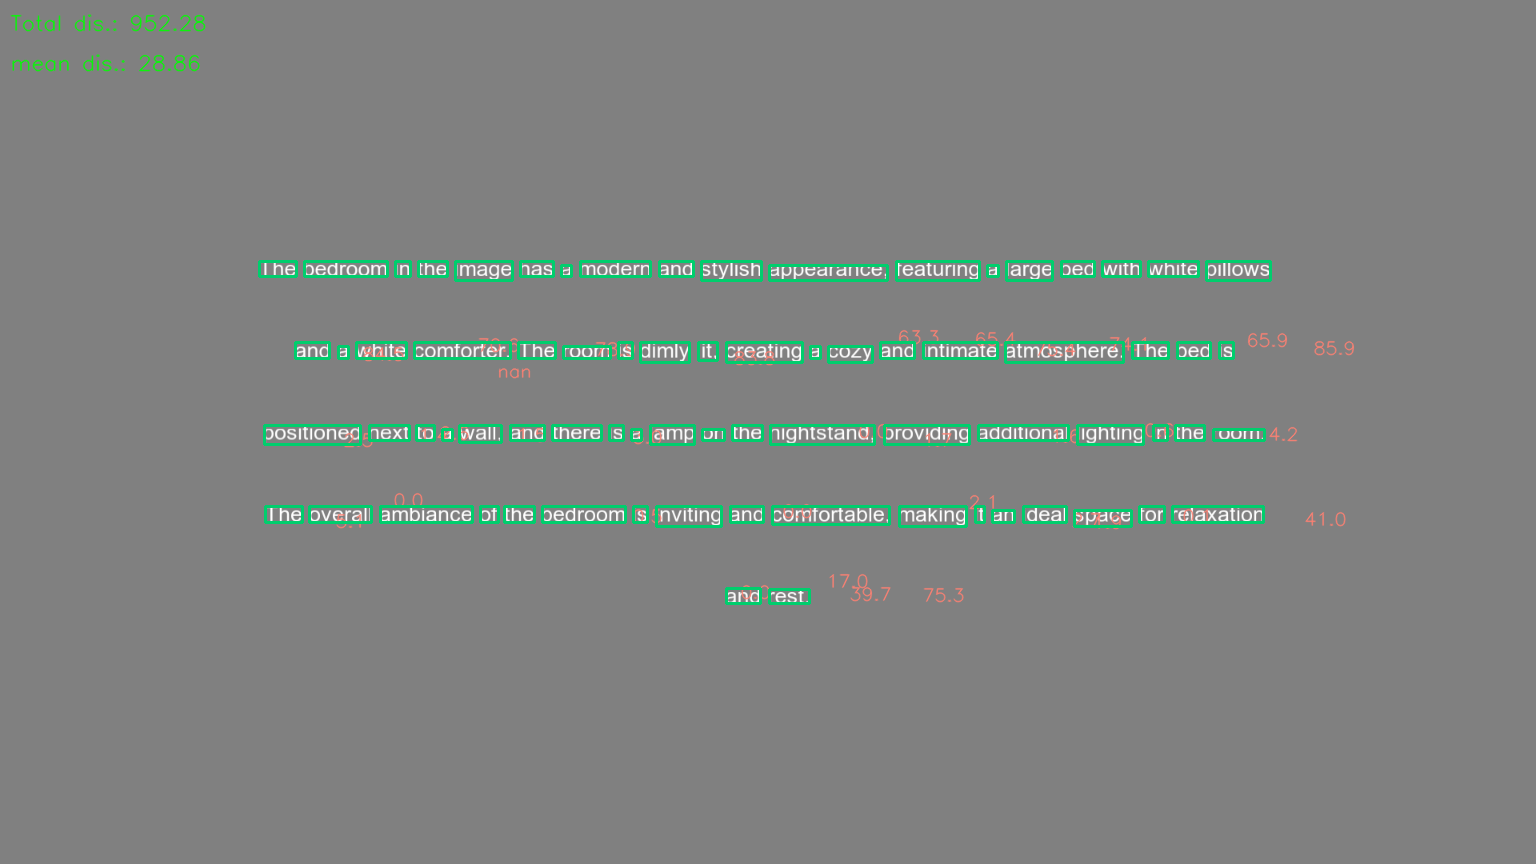 Total dis.: 952.28
mean dis.: 28.86
The bedroom in the image has a modern and stylish appearance, featuring a large bed with white pillows
63.3 65.4 74.1 65.9 85.9
and a white comforter. The room is dimly lit, creating a cozy and intimate atmosphere. The bed is
nan
positioned next to a wall, and there is a lamp on the nightstand, providing additional lighting in the room.
4.2
0.0 2.1
The overall ambiance of the bedroom is inviting and comfortable, making it an ideal space for relaxation
41.0
17.0
and rest. 39.7 75.3